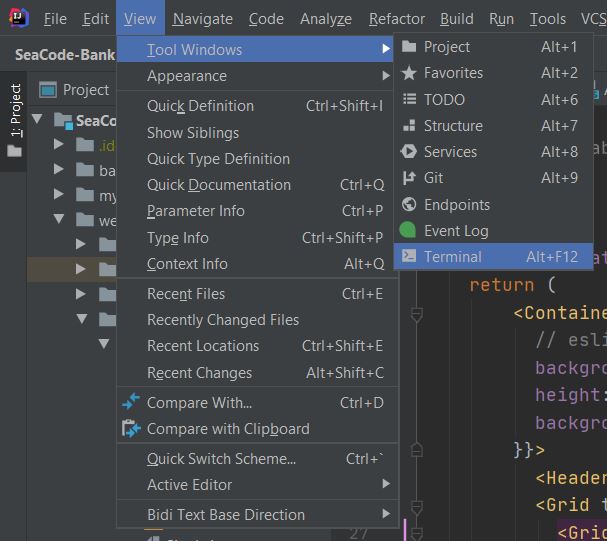 IJ
File Edit View Navigate Code Analyze Refactor Build Run Tools VCS
SeaCode-Bank
1: Project
Project
SeaCo
.id
ba
my
we
Tool Windows
Appearance
Quick Definition Ctrl+Shift+I
Show Siblings
Quick Type Definition
Quick Documentation Ctrl+Q
Parameter Info Ctrl+P
Type Info Ctrl+Shift+P
Context Info Alt+Q
Recent Files Ctrl+E
Recently Changed Files
Recent Locations Ctrl+Shift+E
Recent Changes Alt+Shift+C
Compare With... Ctrl+D
Compare with Clipboard
Quick Switch Scheme... Ctrl+`
Active Editor
Bidi Text Base Direction
Project Alt+1
Favorites Alt+2
TODO Alt+6
Structure Alt+7
Services Alt+8
Git Alt+9
Endpoints
Event Log
Terminal Alt+F12
return (
<Containe
// esli
backgro
height:
backgro
}}>
<Header
<Grid t
27 <Grid